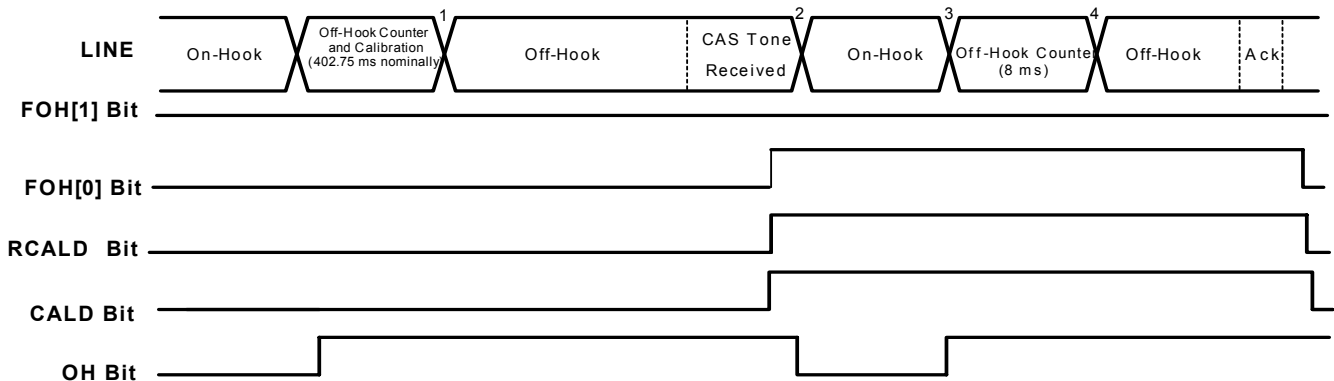 1 2 3 4
LINE
On-Hook
Off-Hook Counter
and Calibration
(402.75 ms nominally)
Off-Hook
CAS Tone
Received
On-Hook
Off-Hook Counter
(8 ms)
Off-Hook
Ack
FOH[1] Bit
FOH[0] Bit
RCALD Bit
CALD Bit
OH Bit